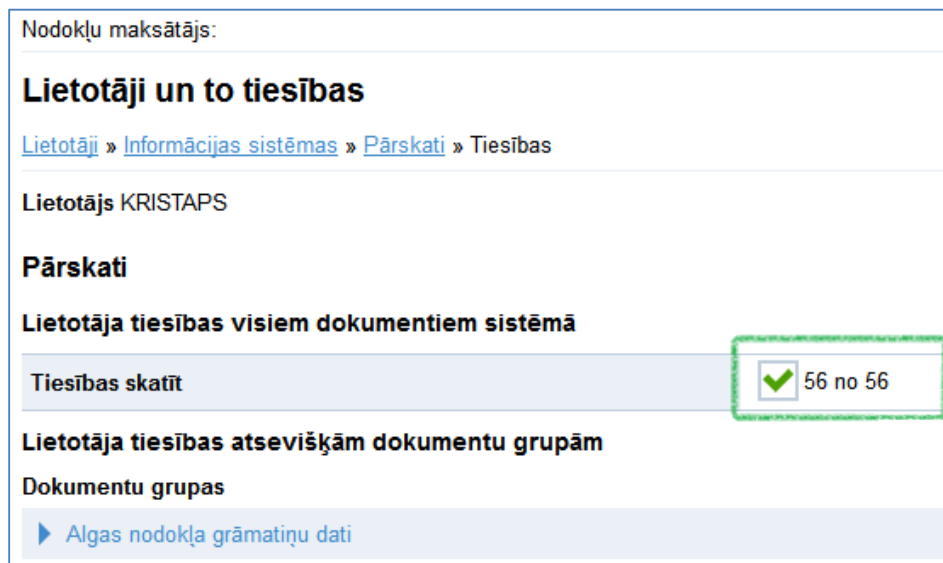 Nodokļu maksātājs:
Lietotāji un to tiesības
Lietotāji » Informācijas sistēmas » Pārskati » Tiesības
Lietotājs KRISTAPS
Pārskati
Lietotāja tiesības visiem dokumentiem sistēmā
Tiesības skatīt 56 no 56
Lietotāja tiesības atsevišķām dokumentu grupām
Dokumentu grupas
Algas nodokļa grāmatiņu dati